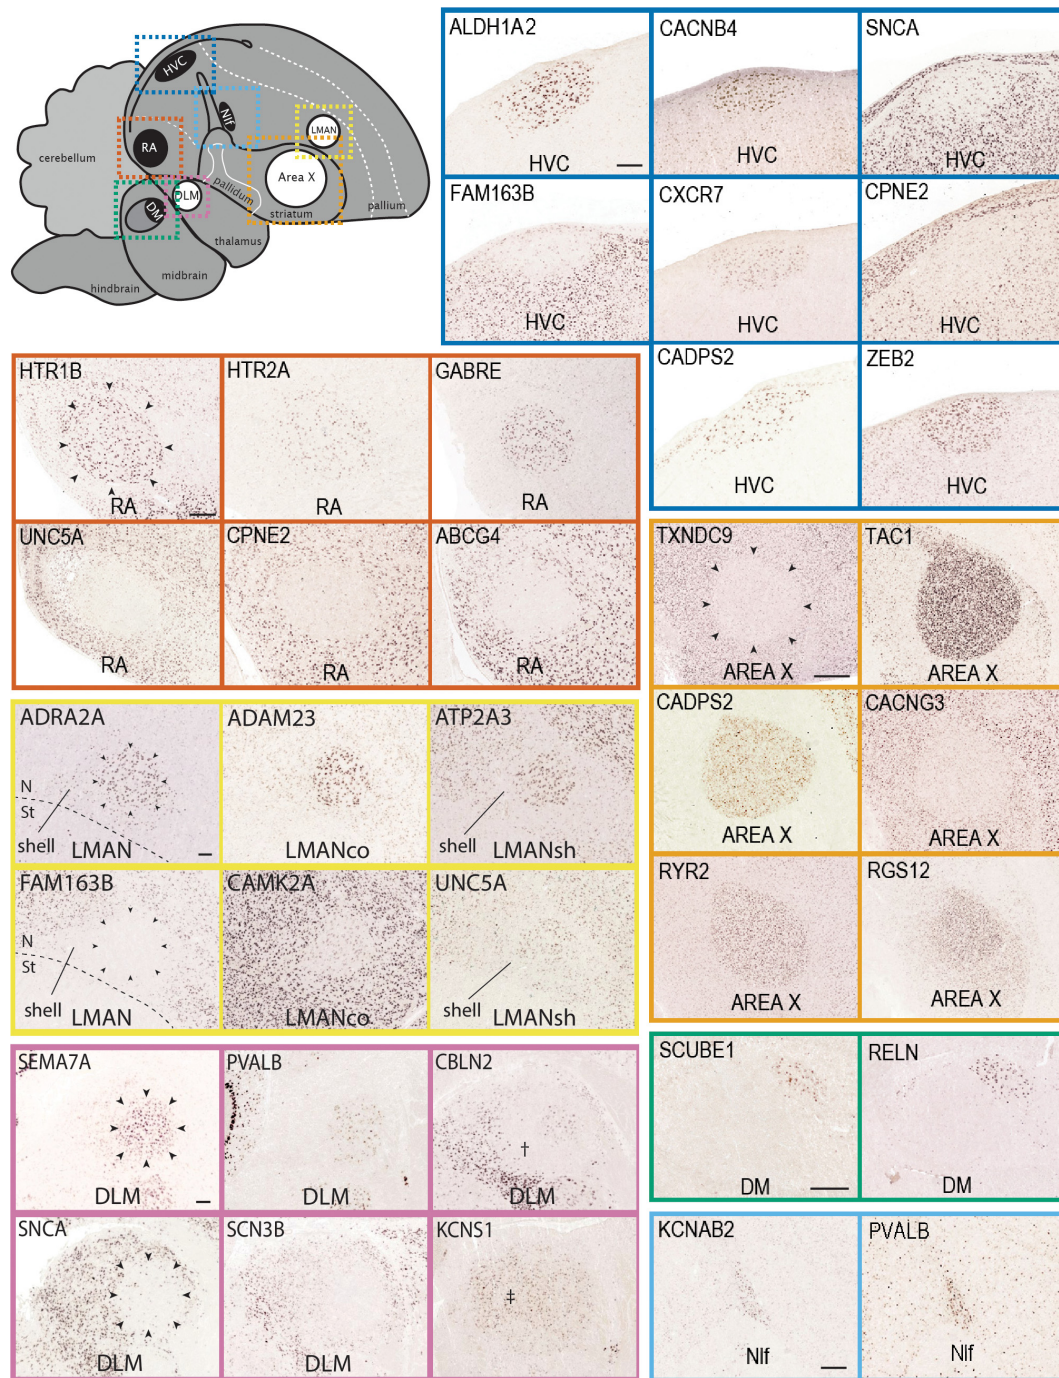 HVC
NIf
LMAN
RA
cerebellum
Area X
pallidum
DLM
DM
striatum
pallium
thalamus
midbrain
hindbrain
ALDH1A2
HVC
CACNB4
HVC
SNCA
HVC
FAM163B
HVC
CXCR7
HVC
CPNE2
HVC
CADPS2
HVC
ZEB2
HVC
HTR1B
RA
HTR2A
RA
GABRE
RA
UNC5A
RA
CPNE2
RA
ABCG4
RA
TXNDC9
AREA X
TAC1
AREA X
CADPS2
AREA X
CACNG3
AREA X
RYR2
AREA X
RGS12
AREA X
ADRA2A
N
St
shell
LMAN
ADAM23
LMANco
ATP2A3
shell
LMANsh
FAM163B
N
St
shell
LMAN
CAMK2A
LMANco
UNC5A
shell
LMANsh
SEMA7A
DLM
PVALB
DLM
CBLN2
†
DLM
SNCA
DLM
SCN3B
DLM
KCNS1
‡
SCUBE1
DM
RELN
DM
KCNAB2
NIf
PVALB
NIf